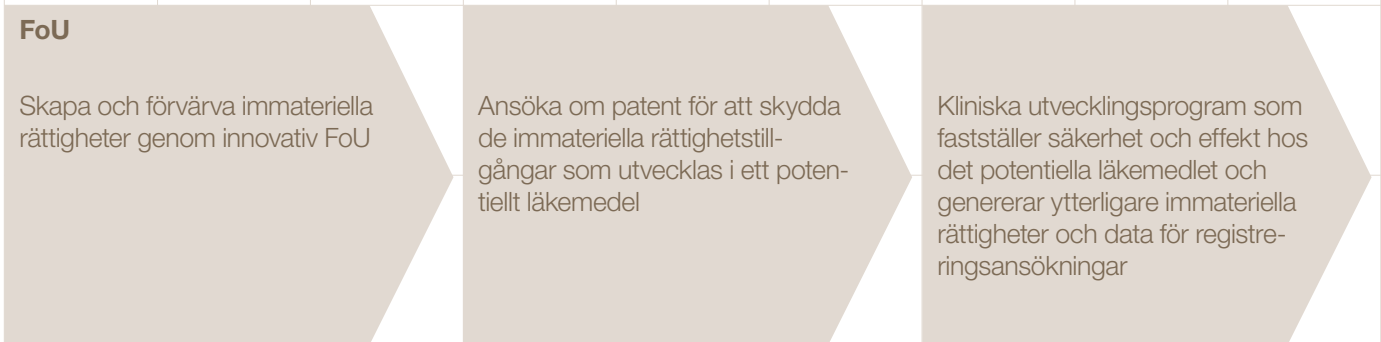 FoU
Skapa och förvärva immateriella
rättigheter genom innovativ FoU
Ansöka om patent för att skydda
de immateriella rättighetstill-
gångar som utvecklas i ett poten-
tiellt läkemedel
Kliniska utvecklingsprogram som
fastställer säkerhet och effekt hos
det potentiella läkemedlet och
genererar ytterligare immateriella
rättigheter och data för registre-
ringsansökningar